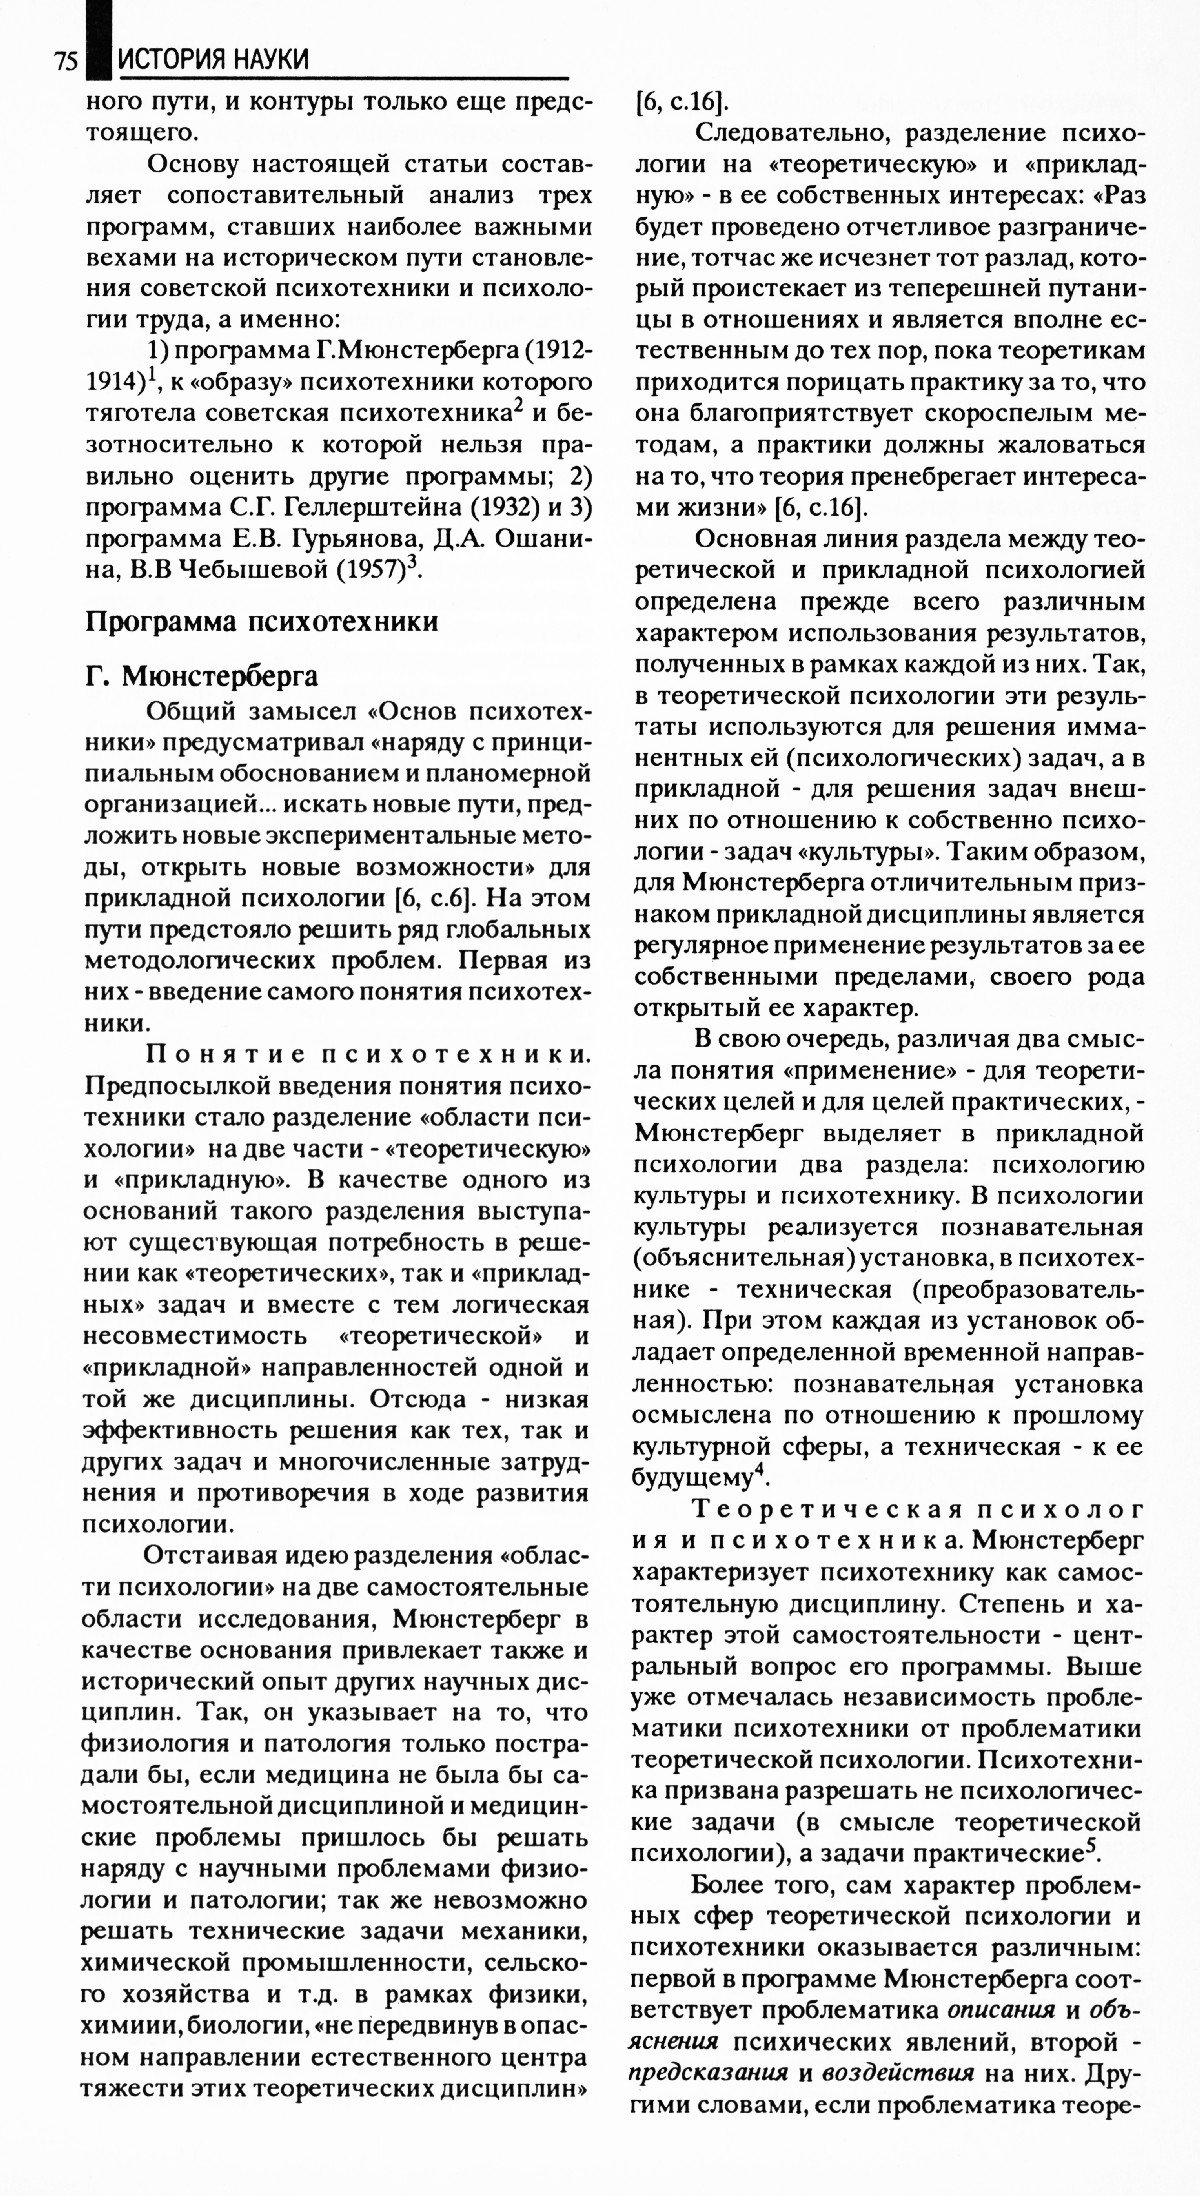 75 ИСТОРИЯ НАУКИ
ного пути, и контуры только еще предс-
тоящего.
Основу настоящей статьи состав-
ляет сопоставительный анализ трех
программ, ставших наиболее важными
вехами на историческом пути становле-
ния советской психотехники и психоло-
гии труда, а именно:
1) программа Г.Мюнстерберга (1912-
1914)¹, к «образу» психотехники которого
тяготела советская психотехника² и бе-
зотносительно к которой нельзя пра-
вильно оценить другие программы; 2)
программа С.Г. Геллерштейна (1932) и 3)
программа Е.В. Гурьянова, Д.А. Ошани-
на, В.В Чебышевой (1957)³.
Программа психотехники
Г. Мюнстерберга
Общий замысел «Основ психотех-
ники» предусматривал «наряду с принци-
пиальным обоснованием и планомерной
организацией... искать новые пути, пред-
ложить новые экспериментальные мето-
ды, открыть новые возможности» для
прикладной психологии [6, с.6]. На этом
пути предстояло решить ряд глобальных
методологических проблем. Первая из
них - введение самого понятия психотех-
ники.
П о н я т и е п с и х о т е х н и к и.
Предпосылкой введения понятия психо-
техники стало разделение «области пси-
хологии» на две части - «теоретическую»
и «прикладную». В качестве одного из
оснований такого разделения выступа-
ют существующая потребность в реше-
нии как «теоретических», так и «приклад-
ных» задач и вместе с тем логическая
несовместимость «теоретической» и
«прикладной» направленностей одной и
той же дисциплины. Отсюда - низкая
эффективность решения как тех, так и
других задач и многочисленные затруд-
нения и противоречия в ходе развития
психологии.
Отстаивая идею разделения «облас-
ти психологии» на две самостоятельные
области исследования, Мюнстерберг в
качестве основания привлекает также и
исторический опыт других научных дис-
циплин. Так, он указывает на то, что
физиология и патология только постра-
дали бы, если медицина не была бы са-
мостоятельной дисциплиной и медицин-
ские проблемы пришлось бы решать
наряду с научными проблемами физио-
логии и патологии; так же невозможно
решать технические задачи механики,
химической промышленности, сельско-
го хозяйства и т.д. в рамках физики,
химиии, биологии, «не передвинув в опас-
ном направлении естественного центра
тяжести этих теоретических дисциплин»
[6, с.16].
Следовательно, разделение психо-
логии на «теоретическую» и «приклад-
ную» - в ее собственных интересах: «Раз
будет проведено отчетливое разграниче-
ние, тотчас же исчезнет тот разлад, кото-
рый проистекает из теперешней путани-
цы в отношениях и является вполне ес-
тественным до тех пор, пока теоретикам
приходится порицать практику за то, что
она благоприятствует скороспелым ме-
тодам, а практики должны жаловаться
на то, что теория пренебрегает интереса-
ми жизни» [6, с.16].
Основная линия раздела между тео-
ретической и прикладной психологией
определена прежде всего различным
характером использования результатов,
полученных в рамках каждой из них. Так,
в теоретической психологии эти резуль-
таты используются для решения имма-
нентных ей (психологических) задач, а в
прикладной - для решения задач внеш-
них по отношению к собственно психо-
логии - задач «культуры». Таким образом,
для Мюнстерберга отличительным приз-
наком прикладной дисциплины является
регулярное применение результатов за ее
собственными пределами, своего рода
открытый ее характер.
В свою очередь, различая два смыс-
ла понятия «применение» - для теорети-
ческих целей и для целей практических, -
Мюнстерберг выделяет в прикладной
психологии два раздела: психологию
культуры и психотехнику. В психологии
культуры реализуется познавательная
(объяснительная) установка, в психотех-
нике - техническая (преобразователь-
ная). При этом каждая из установок об-
ладает определенной временной направ-
ленностью: познавательная установка
осмыслена по отношению к прошлому
культурной сферы, а техническая - к ее
будущему⁴.
Т е о р е т и ч е с к а я п с и х о л о г
и я и п с и х о т е х н и к а. Мюнстерберг
характеризует психотехнику как самос-
тоятельную дисциплину. Степень и ха-
рактер этой самостоятельности - цент-
ральный вопрос его программы. Выше
уже отмечалась независимость пробле-
матики психотехники от проблематики
теоретической психологии. Психотехни-
ка призвана разрешать не психологичес-
кие задачи (в смысле теоретической
психологии), а задачи практические⁵.
Более того, сам характер проблем-
ных сфер теоретической психологии и
психотехники оказывается различным:
первой в программе Мюнстерберга соот-
ветствует проблематика описания и объ-
яснения психических явлений, второй -
предсказания и воздействия на них. Дру-
гими словами, если проблематика теоре-